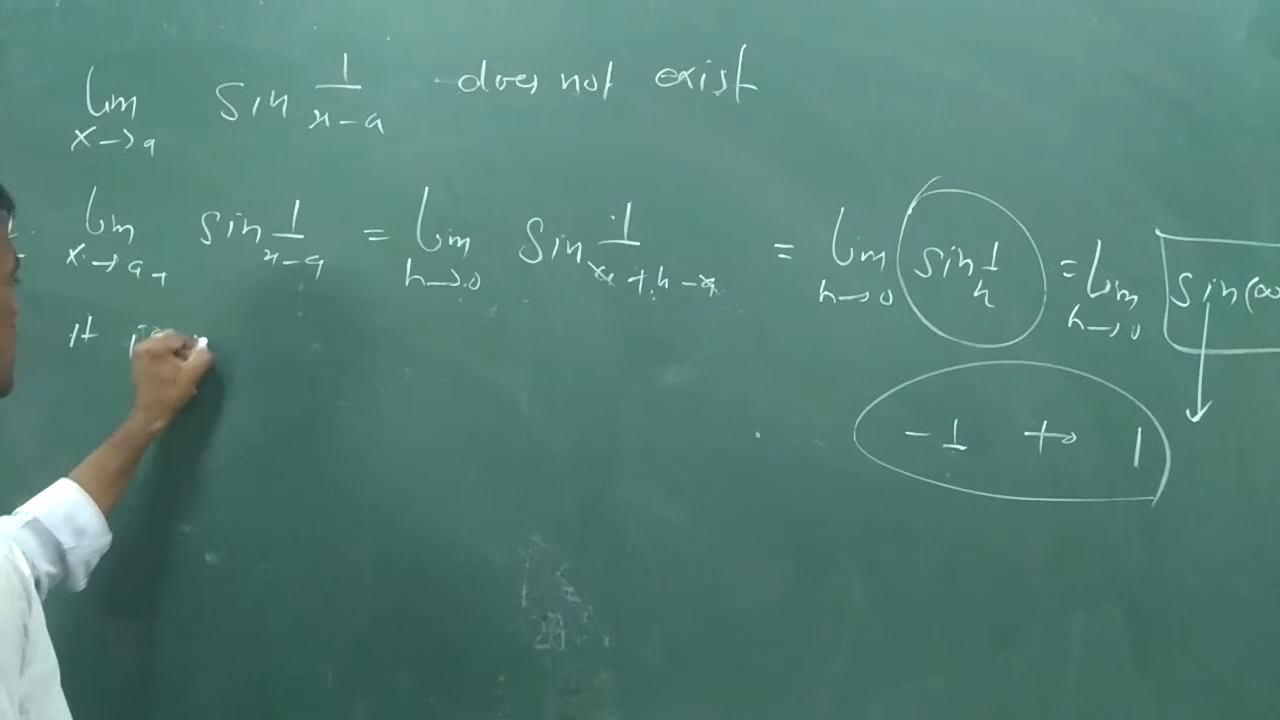 lim x→a sin 1/x-a does not exist
lim x→a+ sin 1/x-a = lim h→0 sin 1/a+h-a = lim h→0 sin 1/h = lim h→0 sin(∞
-1 to 1
It is